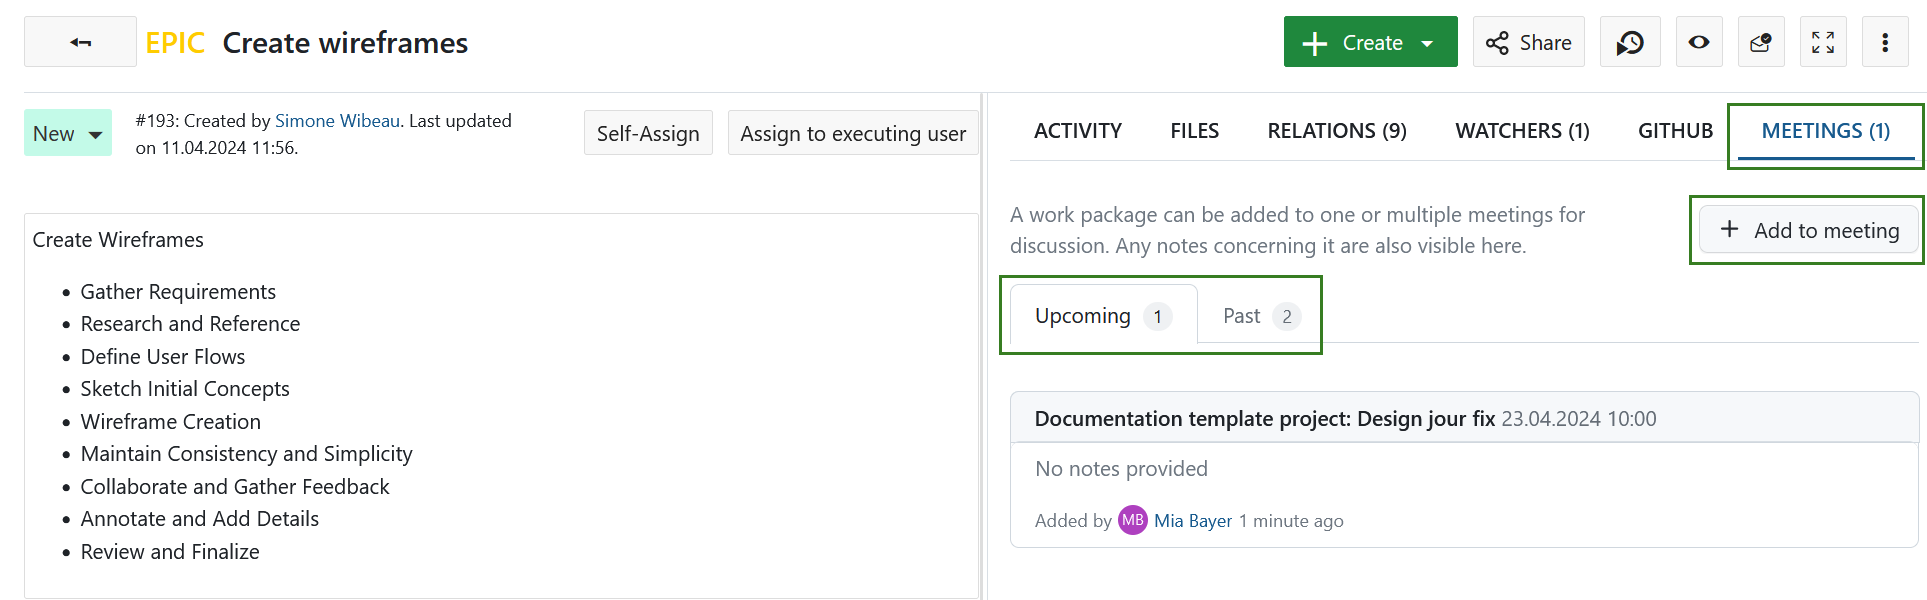 EPIC Create wireframes
Create
Share
New
#193: Created by Simone Wibeau. Last updated
on 11.04.2024 11:56.
Self-Assign
Assign to executing user
Create Wireframes
Gather Requirements
Research and Reference
Define User Flows
Sketch Initial Concepts
Wireframe Creation
Maintain Consistency and Simplicity
Collaborate and Gather Feedback
Annotate and Add Details
Review and Finalize
ACTIVITY
FILES
RELATIONS (9)
WATCHERS (1)
GITHUB
MEETINGS (1)
A work package can be added to one or multiple meetings for
discussion. Any notes concerning it are also visible here.
+ Add to meeting
Upcoming 1
Past 2
Documentation template project: Design jour fix 23.04.2024 10:00
No notes provided
Added by MB Mia Bayer 1 minute ago